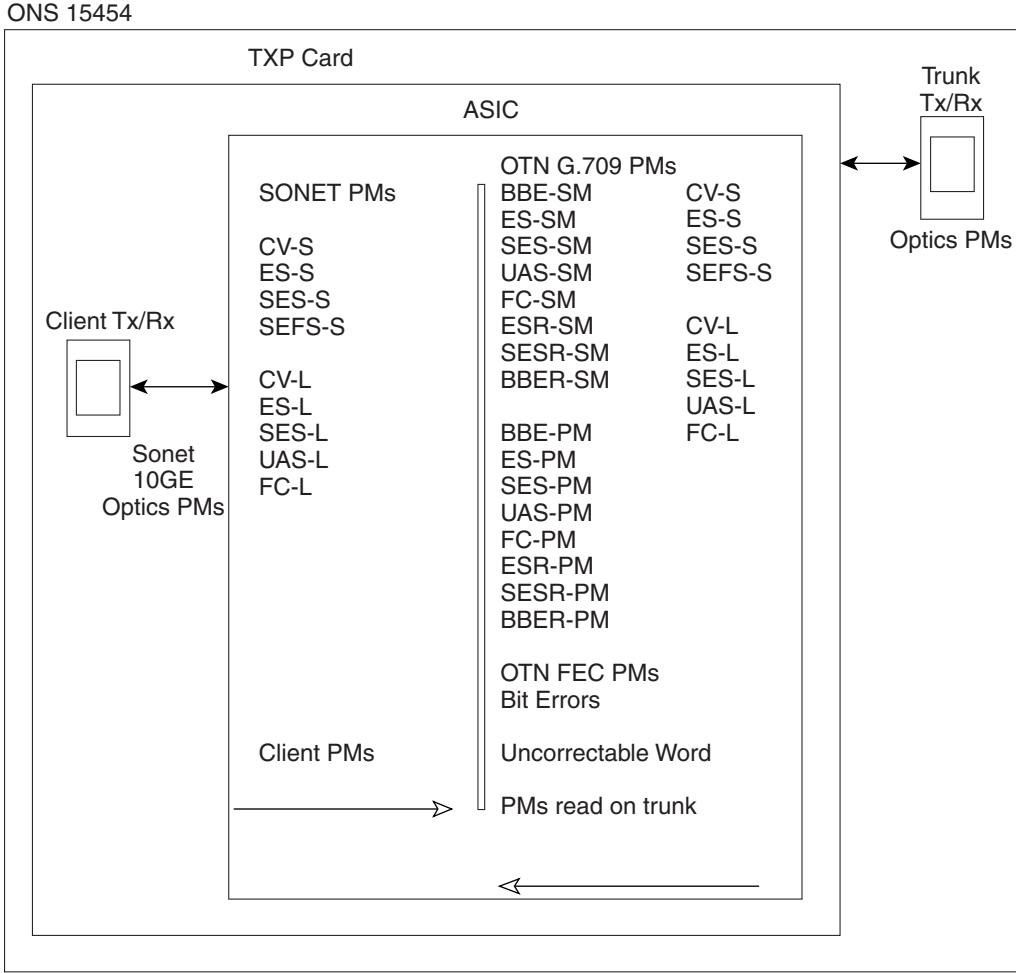 ONS 15454
TXP Card
ASIC
Client Tx/Rx
Sonet
10GE
Optics PMs
SONET PMs
CV-S
ES-S
SES-S
SEFS-S
CV-L
ES-L
SES-L
UAS-L
FC-L
Client PMs
OTN G.709 PMs
BBE-SM
ES-SM
SES-SM
UAS-SM
FC-SM
ESR-SM
SESR-SM
BBER-SM
BBE-PM
ES-PM
SES-PM
UAS-PM
FC-PM
ESR-PM
SESR-PM
BBER-PM
OTN FEC PMs
Bit Errors
Uncorrectable Word
PMs read on trunk
CV-S
ES-S
SES-S
SEFS-S
CV-L
ES-L
SES-L
UAS-L
FC-L
Trunk
Tx/Rx
Optics PMs